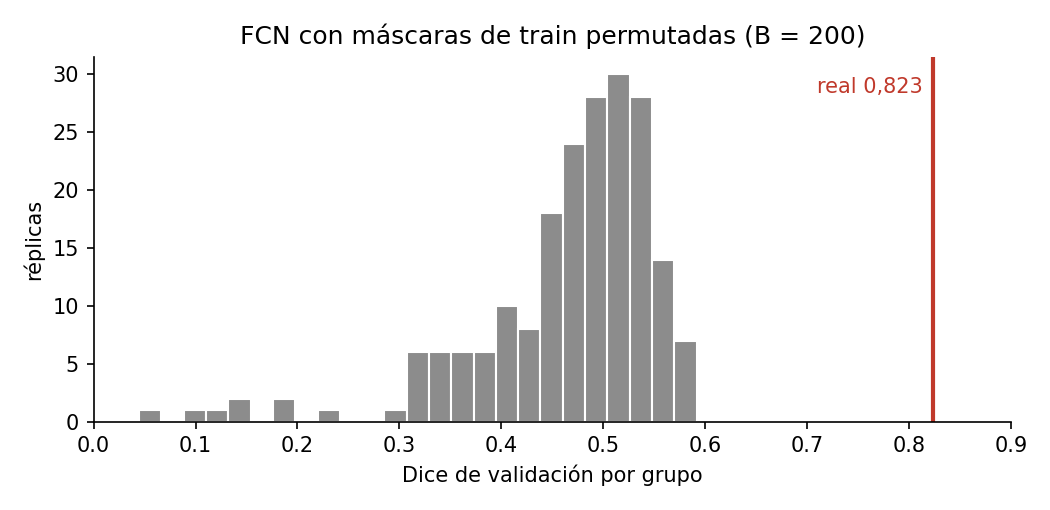 FCN con máscaras de train permutadas (B = 200)
real 0,823
réplicas
30
25
20
15
10
5
0
0.0 0.1 0.2 0.3 0.4 0.5 0.6 0.7 0.8 0.9
Dice de validación por grupo